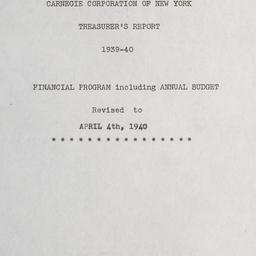 CARNEGIE CORPORATION OF NEW YORK
TREASURER'S REPORT
1939-40
FINANCIAL PROGRAM including ANNUAL BUDGET
Revised to
APRIL 4th, 1940
* * * * * * * * * * * * * * * *